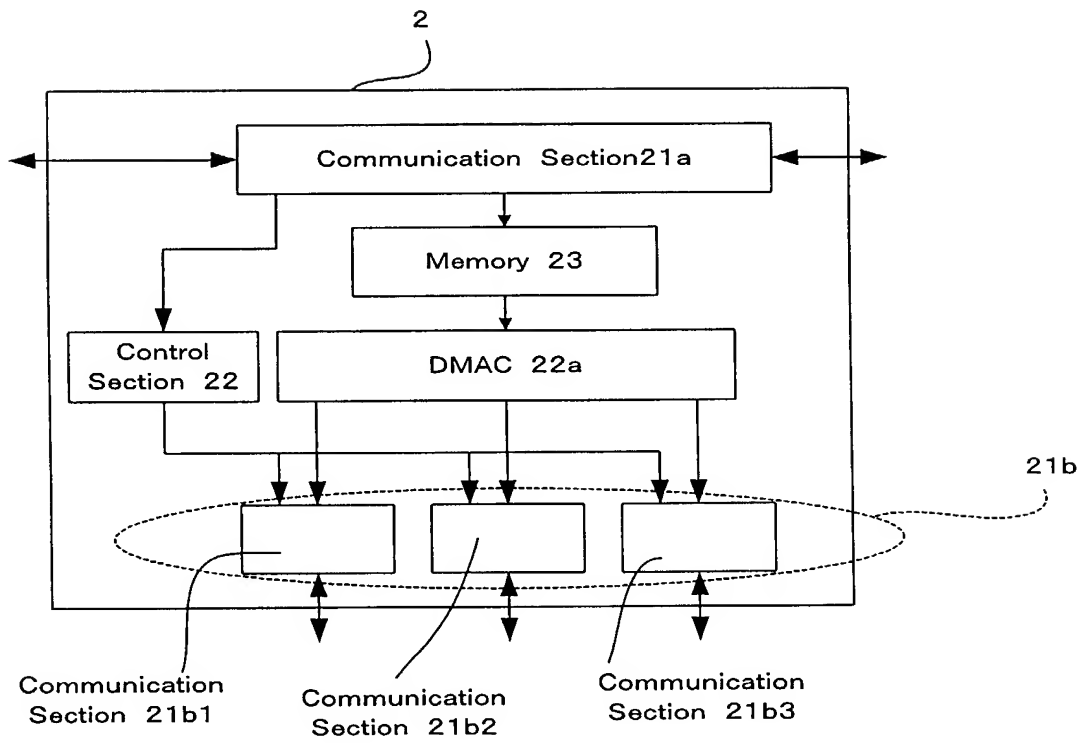 2
Communication Section21a
Memory 23
Control
Section 22
DMAC 22a
21b
Communication
Section 21b1
Communication
Section 21b2
Communication
Section 21b3